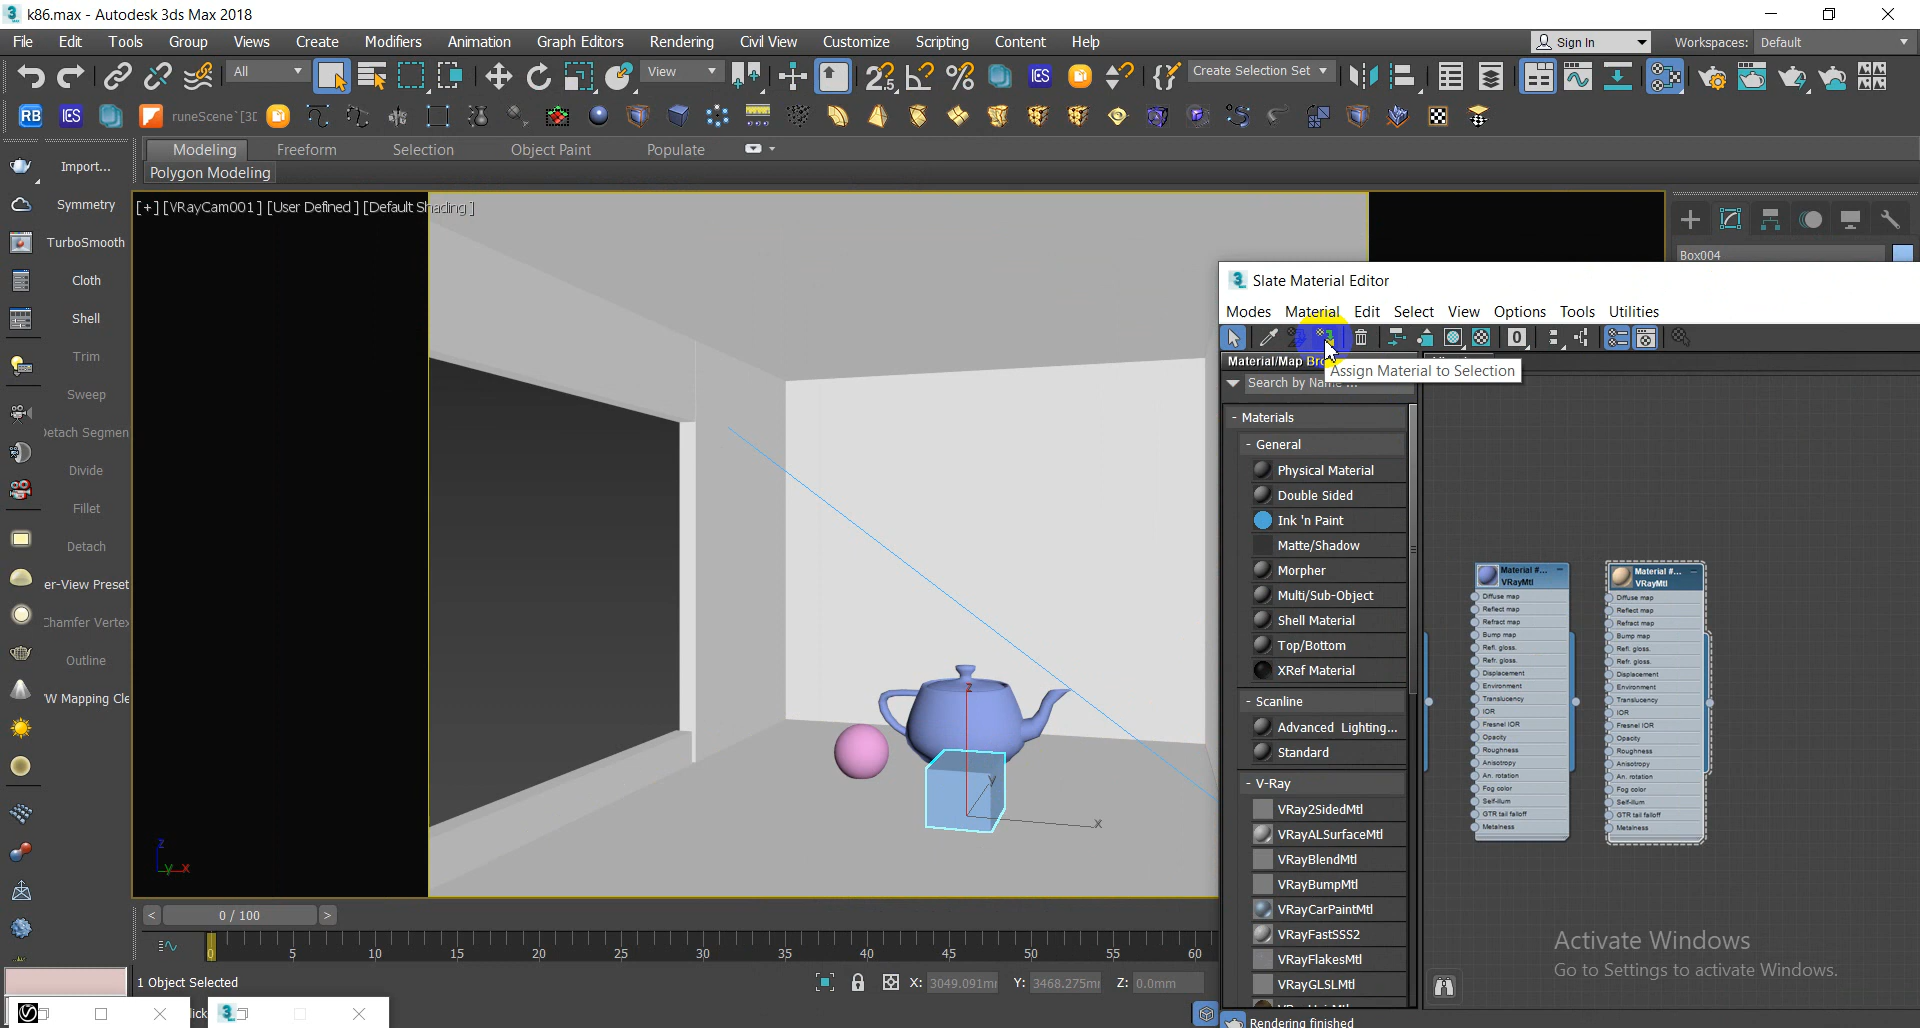 k86.max - Autodesk 3ds Max 2018
File Edit Tools Group Views Create Modifiers Animation Graph Editors Rendering Civil View Customize Scripting Content Help
Sign In Workspaces: Default
All View Create Selection Set
RB ICS runeScene`[3D
Modeling Freeform Selection Object Paint Populate
Polygon Modeling
Import...
Symmetry
TurboSmooth
Cloth
Shell
Trim
Sweep
Detach Segmen
Divide
Fillet
Detach
er-View Preset
Chamfer Vertex
Outline
W Mapping Cle
[+] [VRayCam001] [User Defined] [Default Shading]
z
y
x
z
y x
Box004
Slate Material Editor
Modes Material Edit Select View Options Tools Utilities
Material/Map Bro
Assign Material to Selection
Search by Name ...
- Materials
- General
Physical Material
Double Sided
Ink 'n Paint
Matte/Shadow
Morpher
Multi/Sub-Object
Shell Material
Top/Bottom
XRef Material
- Scanline
Advanced Lighting...
Standard
- V-Ray
VRay2SidedMtl
VRayALSurfaceMtl
VRayBlendMtl
VRayBumpMtl
VRayCarPaintMtl
VRayFastSSS2
VRayFlakesMtl
VRayGLSLMtl
Material #...
VRayMtl
Diffuse map
Reflect map
Refract map
Bump map
Refl. gloss.
Refr. gloss.
Displacement
Environment
Translucency
IOR
Fresnel IOR
Opacity
Roughness
Anisotropy
An. rotation
Fog color
Self-illum
GTR tail falloff
Metalness
Material #...
VRayMtl
Diffuse map
Reflect map
Refract map
Bump map
Refl. gloss.
Refr. gloss.
Displacement
Environment
Translucency
IOR
Fresnel IOR
Opacity
Roughness
Anisotropy
An. rotation
Fog color
Self-illum
GTR tail falloff
Metalness
Activate Windows
Go to Settings to activate Windows.
< 0 / 100 >
0 5 10 15 20 25 30 35 40 45 50 55 60
1 Object Selected
X: 3049.091mm Y: 3468.275mm Z: 0.0mm
lick
Rendering finished